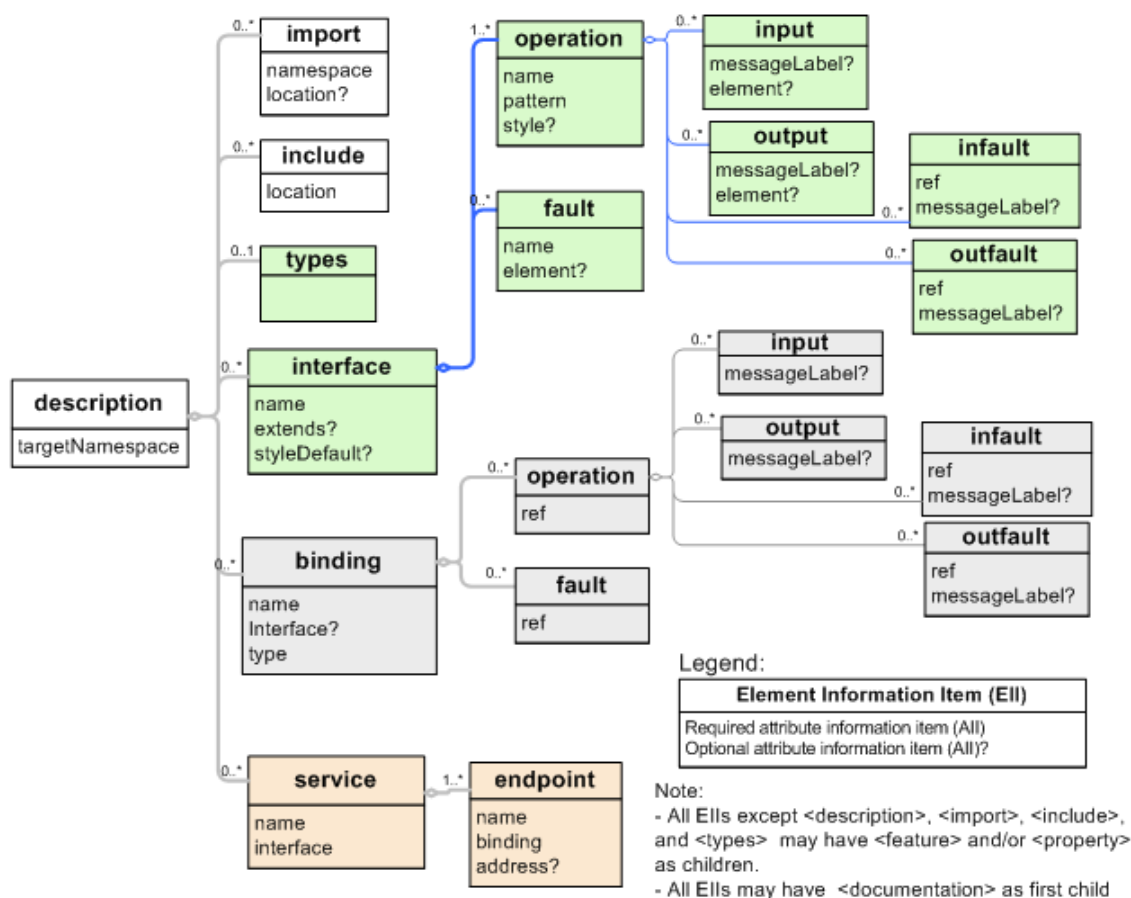 0..*
import
namespace
location?
0..*
include
location
0..1
types
0..*
interface
name
extends?
styleDefault?
description
targetNamespace
1..*
operation
name
pattern
style?
0..*
fault
name
element?
0..*
input
messageLabel?
element?
0..*
output
messageLabel?
element?
0..*
infault
ref
messageLabel?
0..*
outfault
ref
messageLabel?
0..*
binding
name
Interface?
type
0..*
operation
ref
0..*
fault
ref
0..*
input
messageLabel?
0..*
output
messageLabel?
0..*
infault
ref
messageLabel?
0..*
outfault
ref
messageLabel?
0..*
service
name
interface
1..*
endpoint
name
binding
address?
Legend:
Element Information Item (EII)
Required attribute information item (AII)
Optional attribute information item (AII)?
Note:
- All EIIs except <description>, <import>, <include>,
and <types> may have <feature> and/or <property>
as children.
- All EIIs may have <documentation> as first child